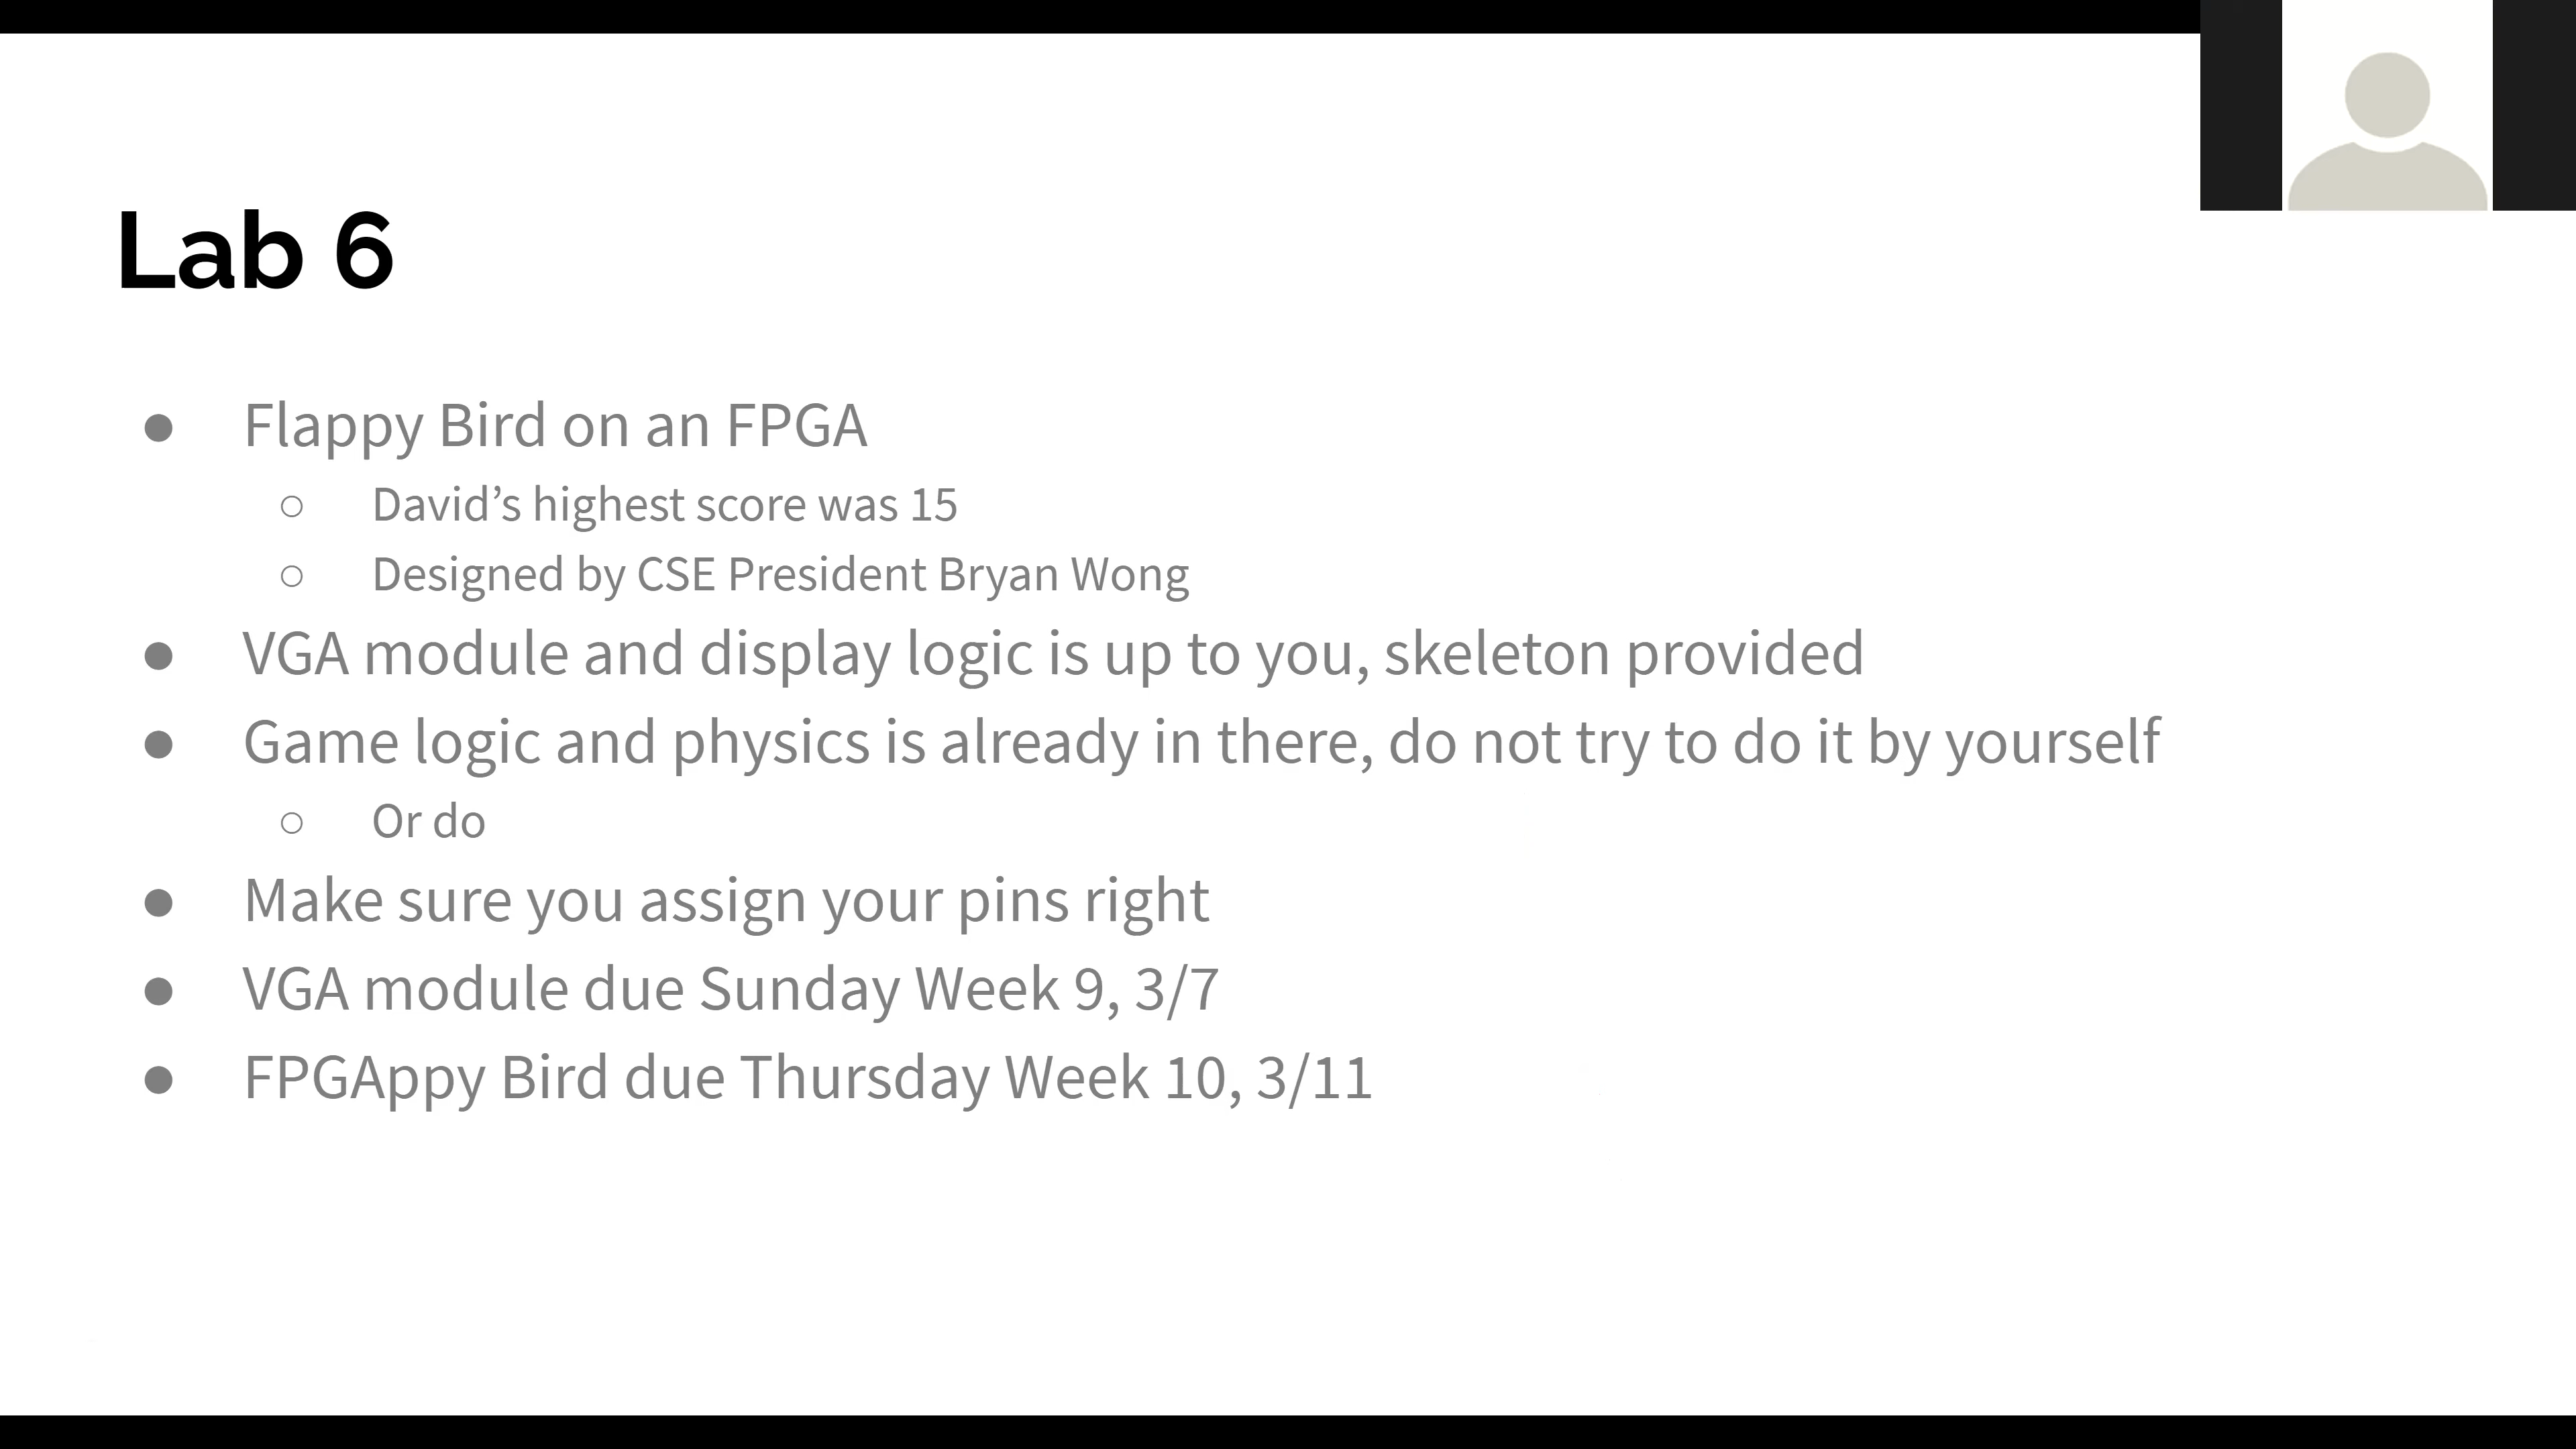 Lab 6
● Flappy Bird on an FPGA
○ David’s highest score was 15
○ Designed by CSE President Bryan Wong
● VGA module and display logic is up to you, skeleton provided
● Game logic and physics is already in there, do not try to do it by yourself
○ Or do
● Make sure you assign your pins right
● VGA module due Sunday Week 9, 3/7
● FPGAppy Bird due Thursday Week 10, 3/11